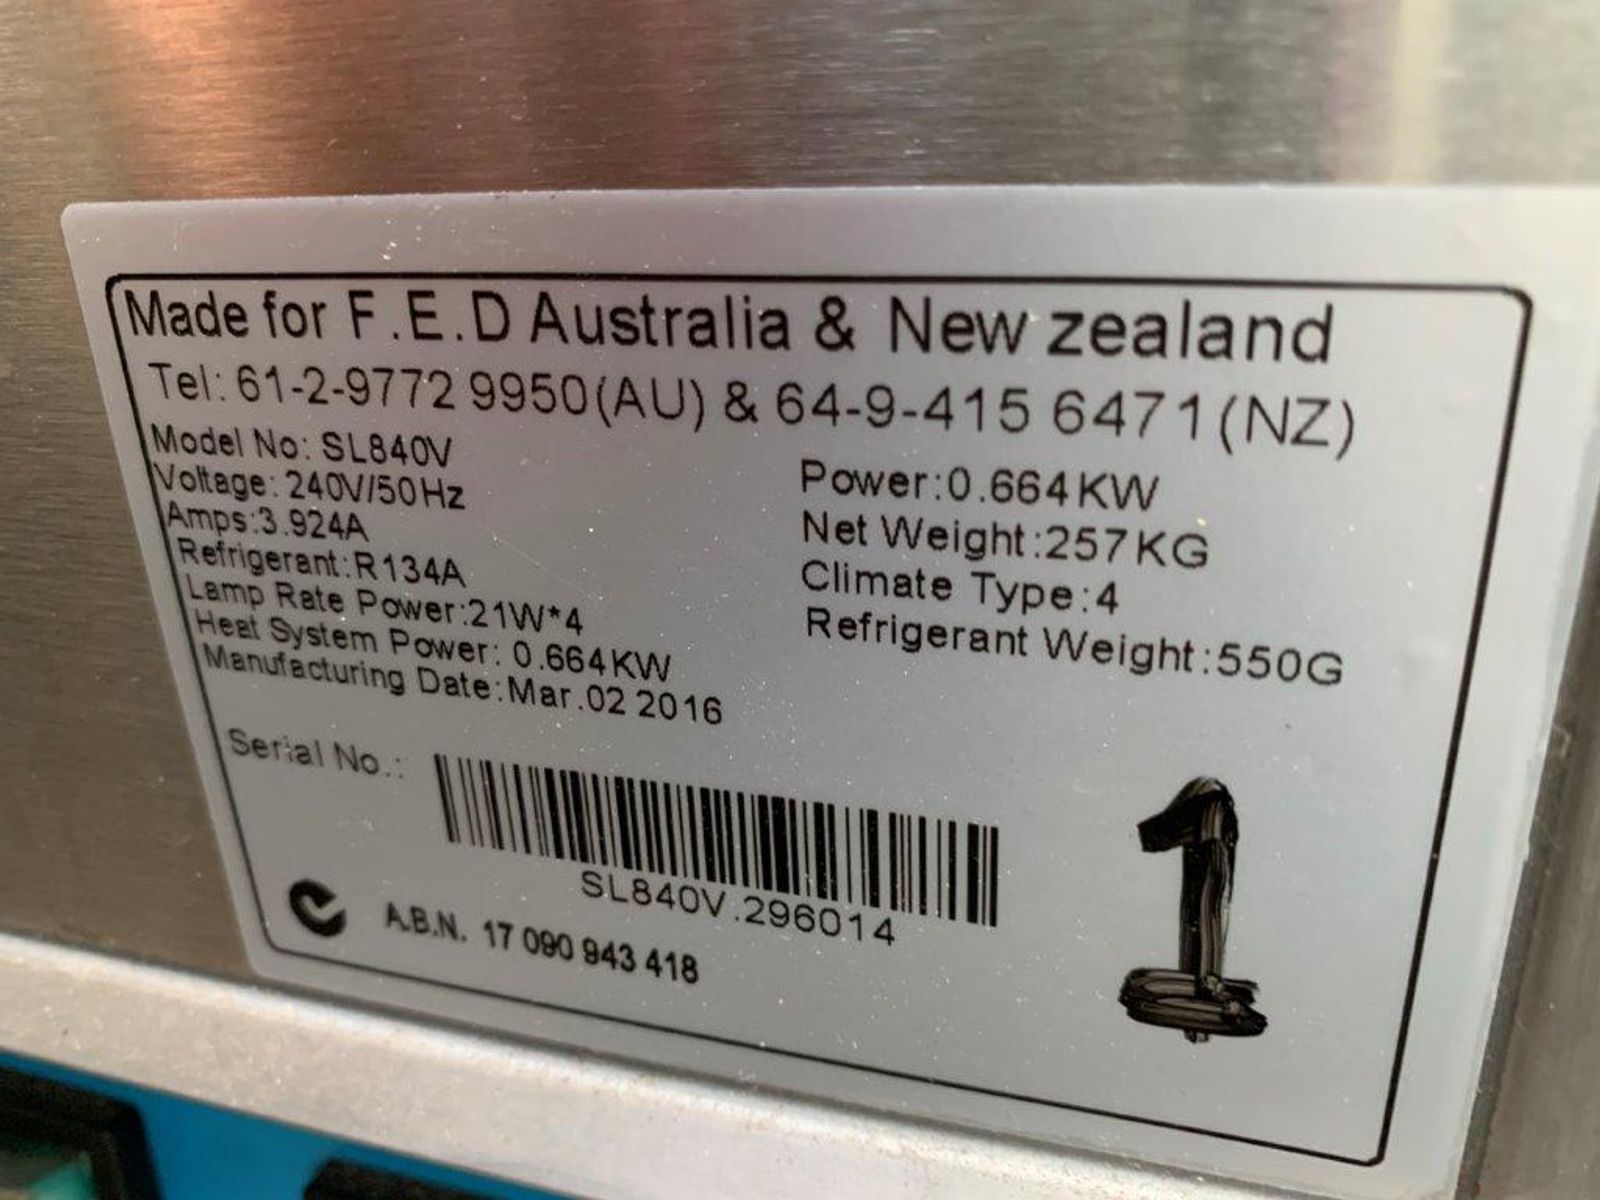 Made for F.E.D Australia & New zealand
Tel: 61-2-9772 9950(AU) & 64-9-415 6471(NZ)
Model No: SL840V
Voltage: 240V/50Hz
Amps:3.924A
Refrigerant:R134A
Lamp Rate Power:21W*4
Heat System Power: 0.664KW
Manufacturing Date:Mar.02 2016
Power:0.664KW
Net Weight:257KG
Climate Type:4
Refrigerant Weight:550G
Serial No.:
SL840V.296014
A.B.N. 17 090 943 418
1